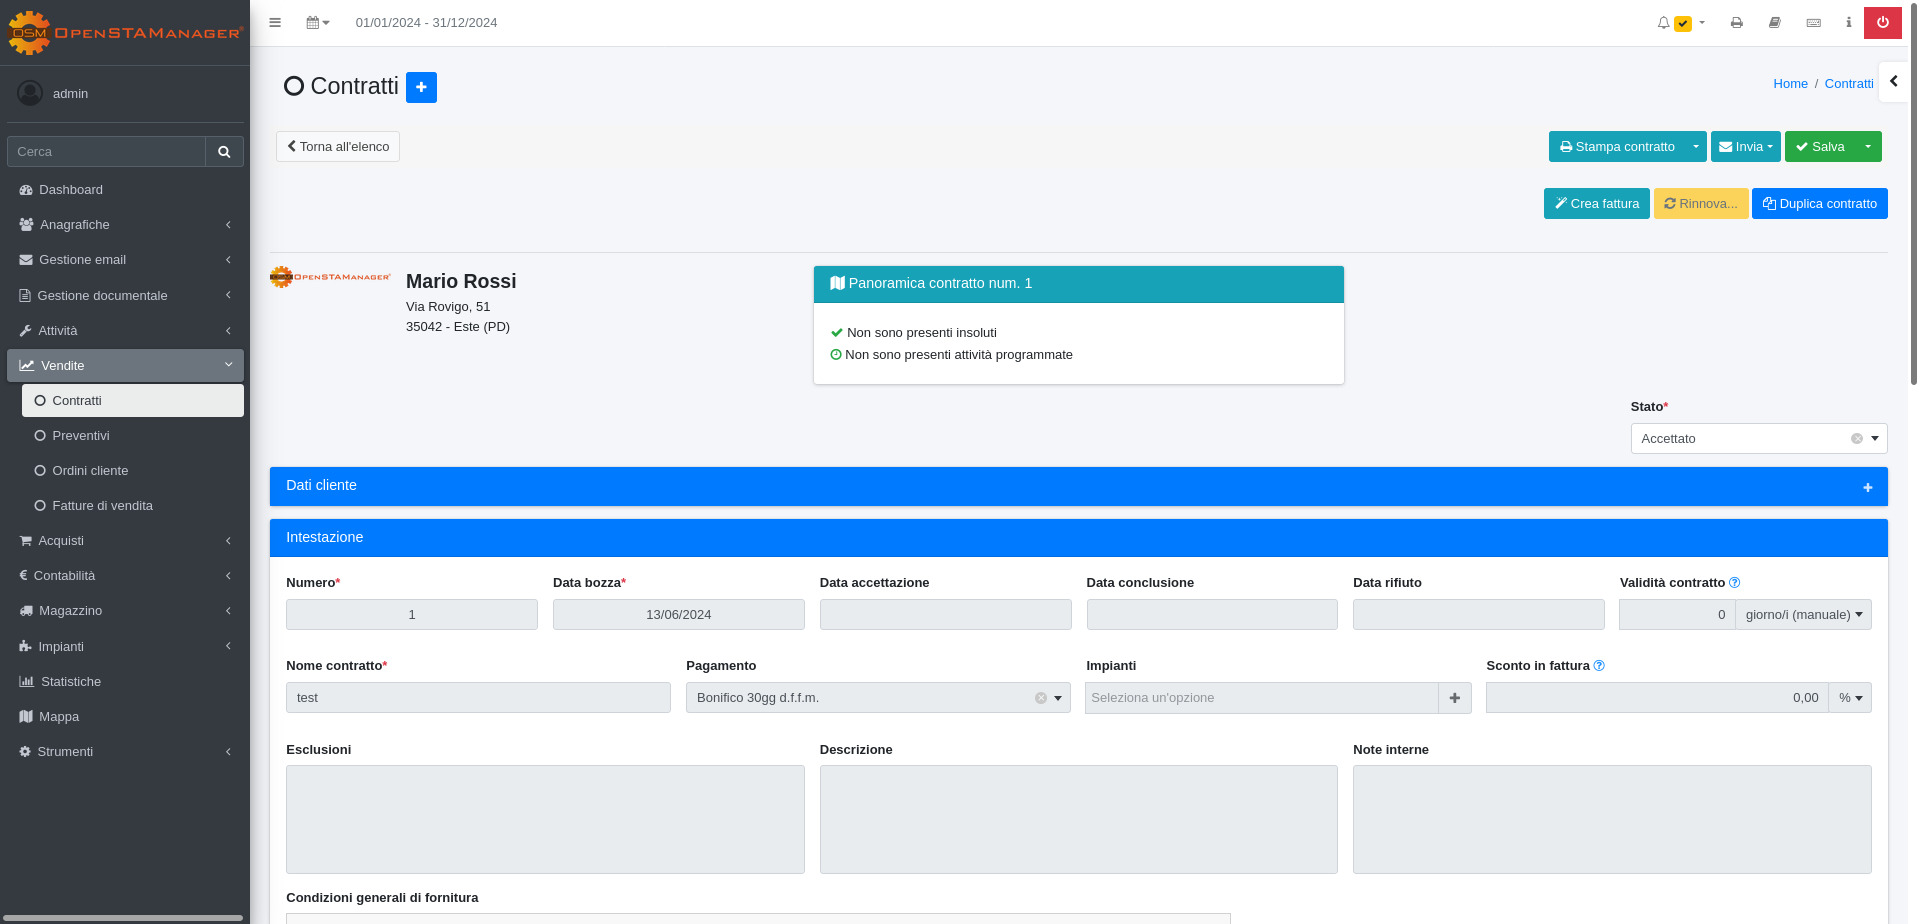 OSM OpenSTAManager®
01/01/2024 - 31/12/2024
admin
Cerca
Dashboard
Anagrafiche
Gestione email
Gestione documentale
Attività
Vendite
Contratti
Preventivi
Ordini cliente
Fatture di vendita
Acquisti
Contabilità
Magazzino
Impianti
Statistiche
Mappa
Strumenti
Contratti
Home / Contratti
Torna all'elenco
Stampa contratto
Invia
Salva
Crea fattura
Rinnova...
Duplica contratto
OSM OpenSTAManager®
Mario Rossi
Via Rovigo, 51
35042 - Este (PD)
Panoramica contratto num. 1
Non sono presenti insoluti
Non sono presenti attività programmate
Stato*
Accettato
Dati cliente
Intestazione
Numero* Data bozza* Data accettazione Data conclusione Data rifiuto Validità contratto
1 13/06/2024 0 giorno/i (manuale)
Nome contratto* Pagamento Impianti Sconto in fattura
test Bonifico 30gg d.f.f.m. Seleziona un'opzione 0,00 %
Esclusioni Descrizione Note interne
Condizioni generali di fornitura